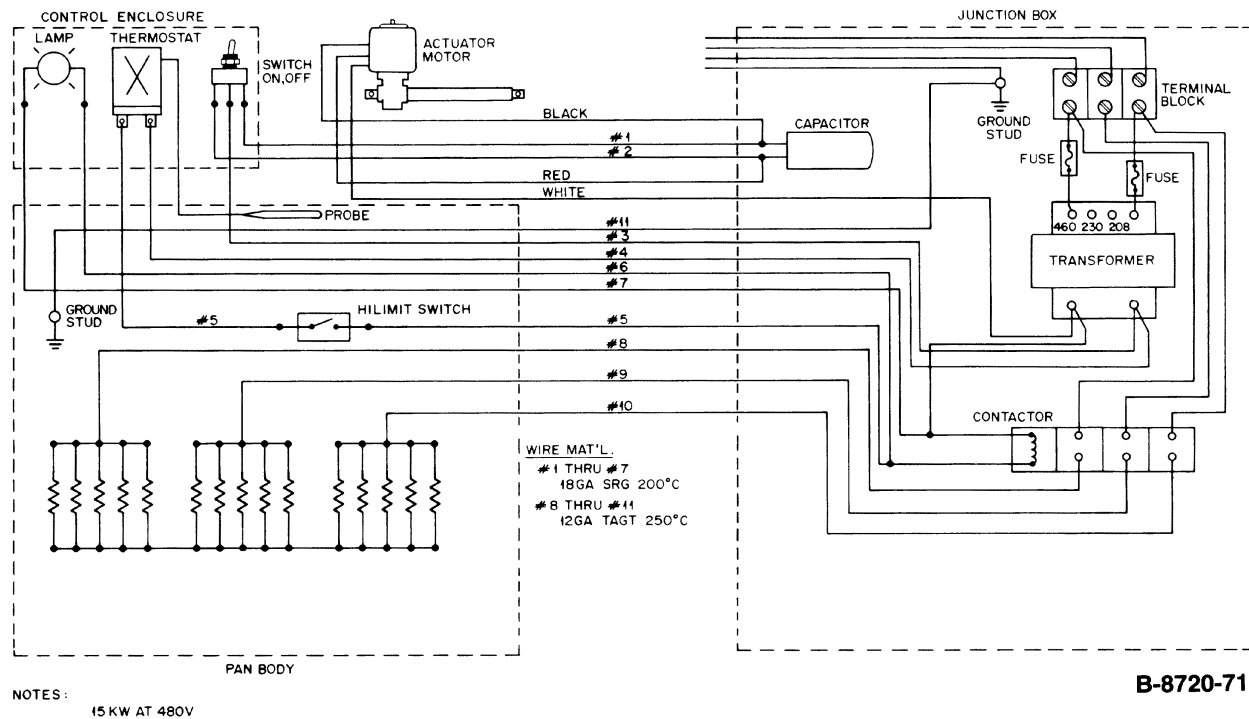 CONTROL ENCLOSURE
JUNCTION BOX
LAMP
THERMOSTAT
SWITCH
ON,OFF
ACTUATOR
MOTOR
TERMINAL
BLOCK
BLACK
#1
#2
CAPACITOR
GROUND
STUD
FUSE
FUSE
RED
WHITE
PROBE
#11
#3
#4
#6
#7
460 230 208
TRANSFORMER
GROUND
STUD
#5
HILIMIT SWITCH
#5
#8
#9
#10
CONTACTOR
WIRE MAT'L.
#1 THRU #7
18GA SRG 200°C
#8 THRU #11
12GA TAGT 250°C
PAN BODY
B-8720-71
NOTES:
15 KW AT 480V